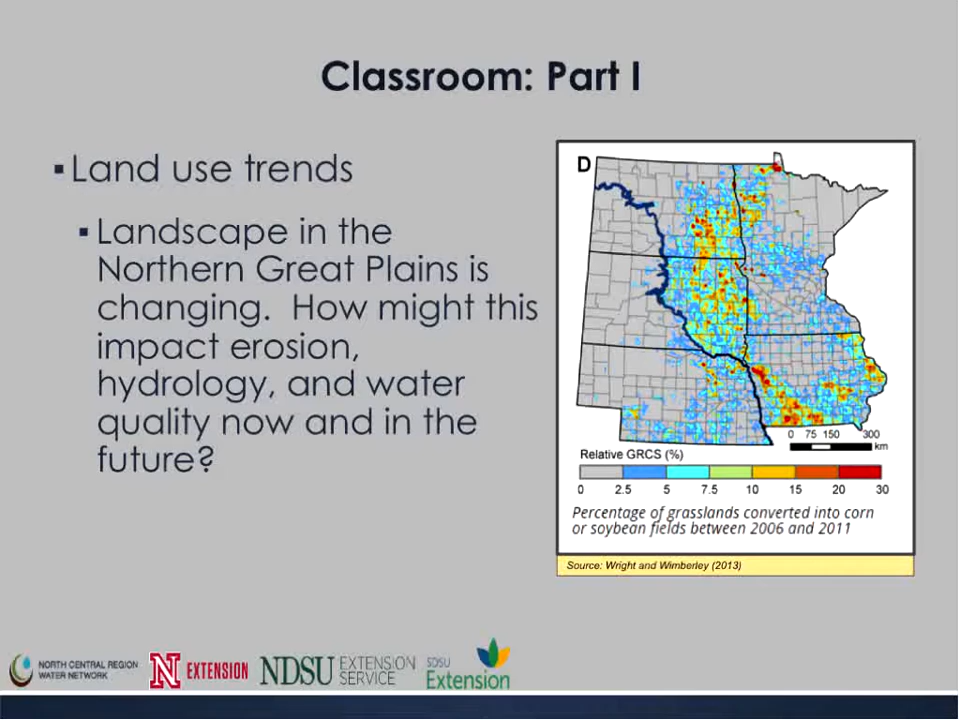 Classroom: Part I
▪Land use trends
▪Landscape in the
Northern Great Plains is
changing.  How might this
impact erosion,
hydrology, and water
quality now and in the
future?
D
0 75 150 300
km
Relative GRCS (%)
0 2.5 5 7.5 10 15 20 30
Percentage of grasslands converted into corn
or soybean fields between 2006 and 2011
Source: Wright and Wimberley (2013)
NORTH CENTRAL REGION
WATER NETWORK
N EXTENSION
NDSU EXTENSION
SERVICE
SDSU
Extension